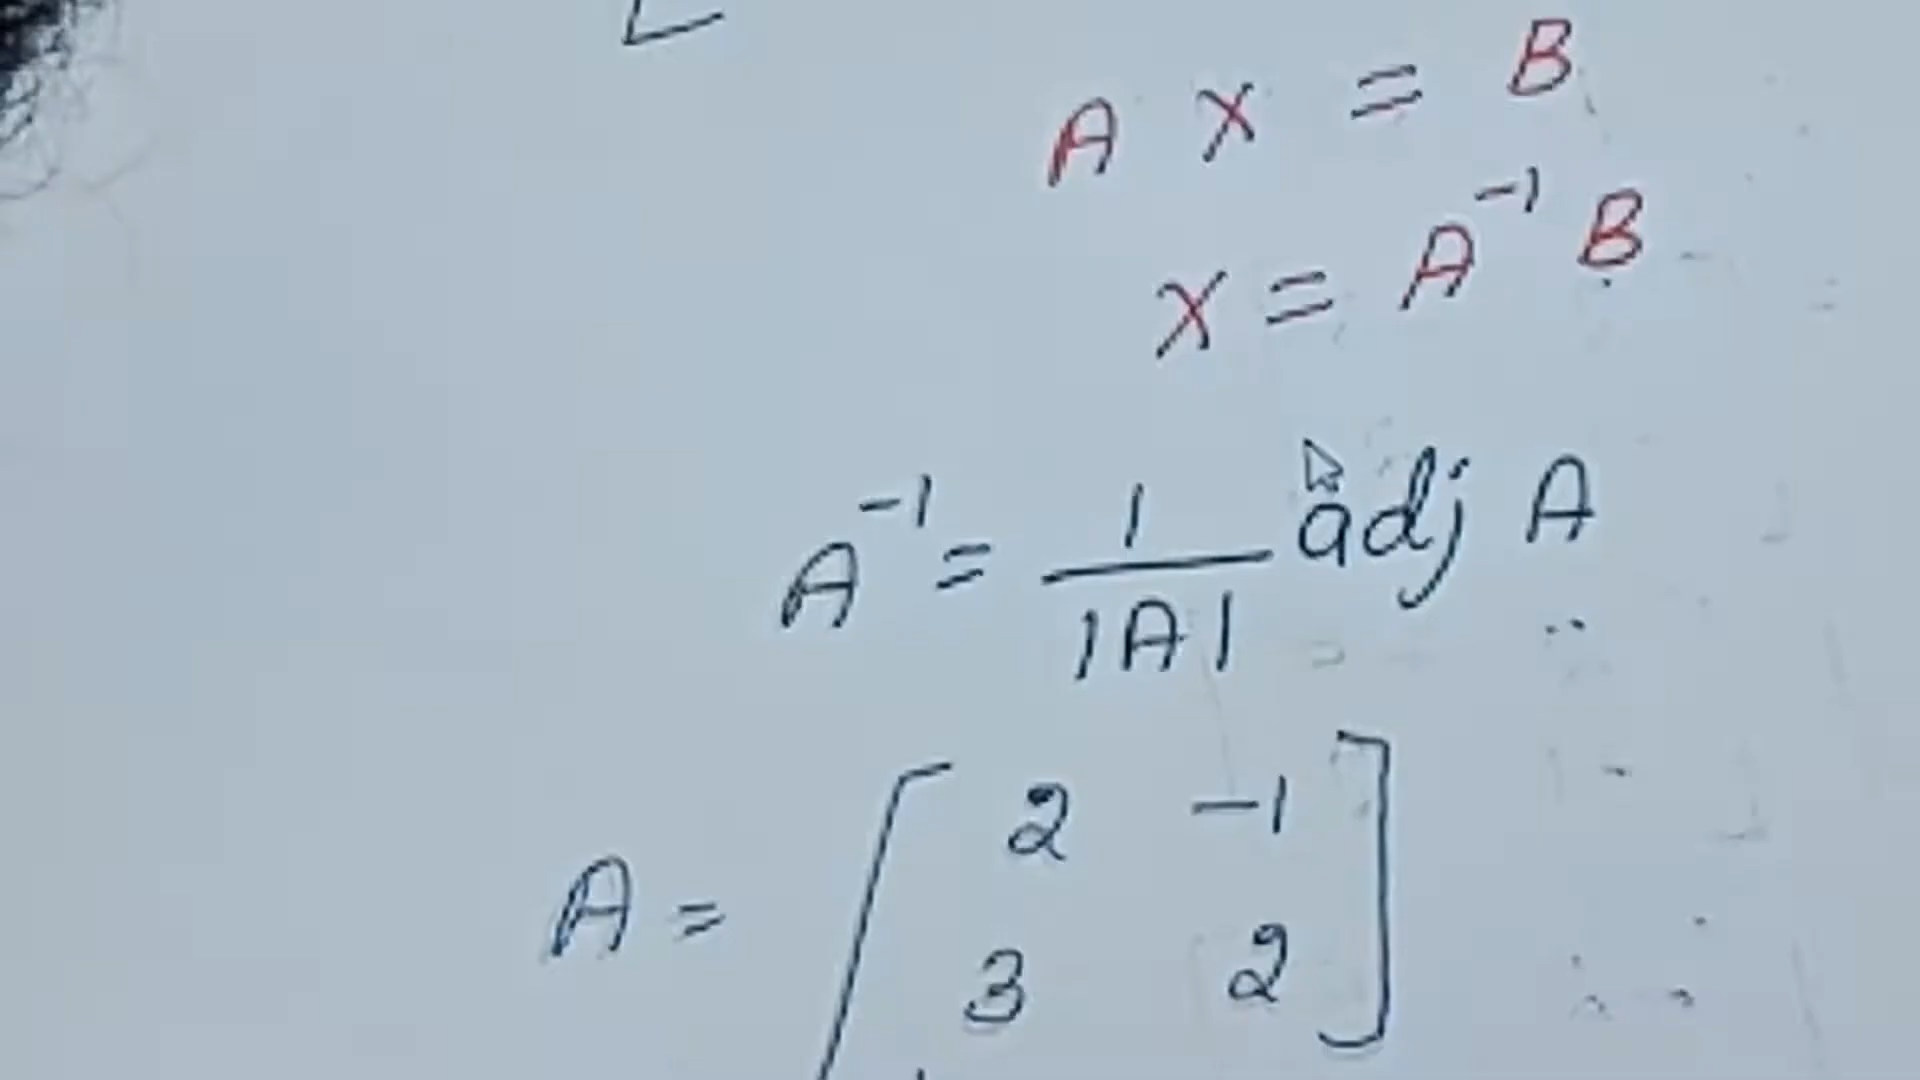 A X = B
X = A⁻¹ B
A⁻¹ = 1/|A| adj A
A = [ 2 -1
3 2 ]